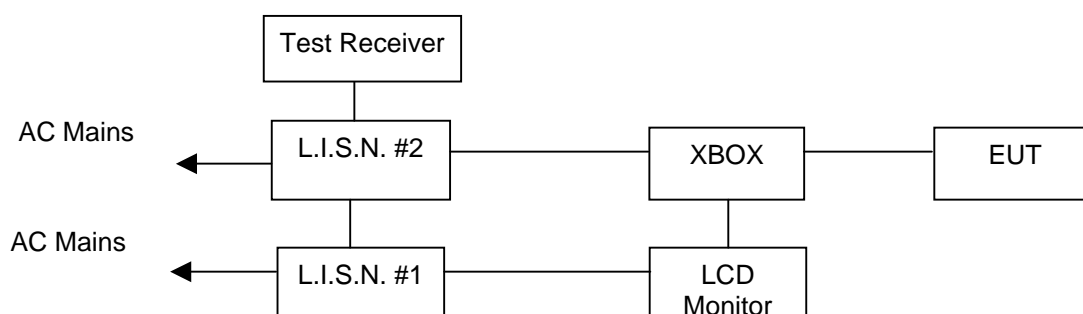 Test Receiver
AC Mains
L.I.S.N. #2
XBOX
EUT
AC Mains
L.I.S.N. #1
LCD
Monitor